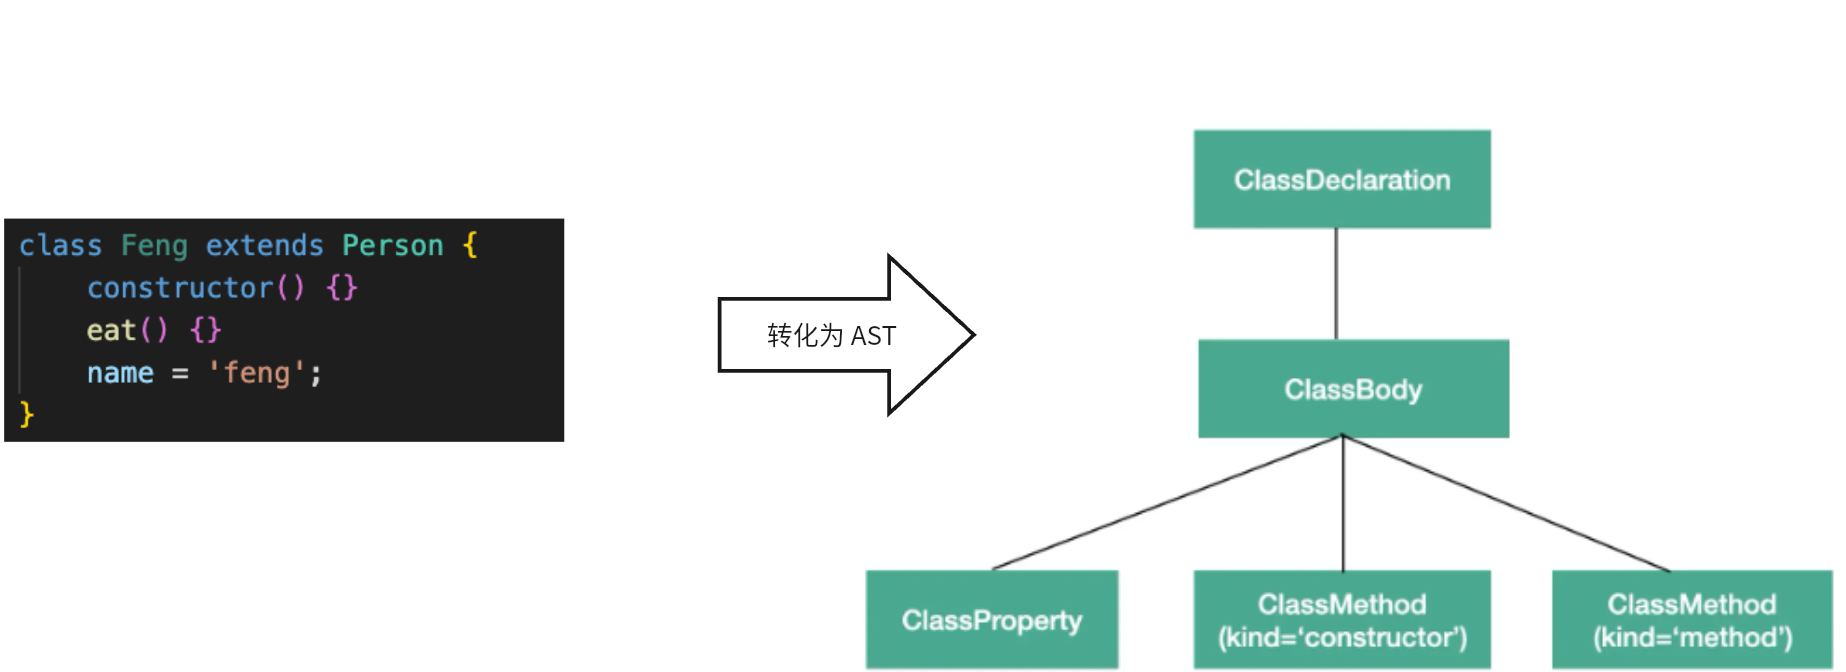 class Feng extends Person {
constructor() {}
eat() {}
name = 'feng';
}
转化为 AST
ClassDeclaration
ClassBody
ClassProperty
ClassMethod
(kind=‘constructor’)
ClassMethod
(kind=‘method’)